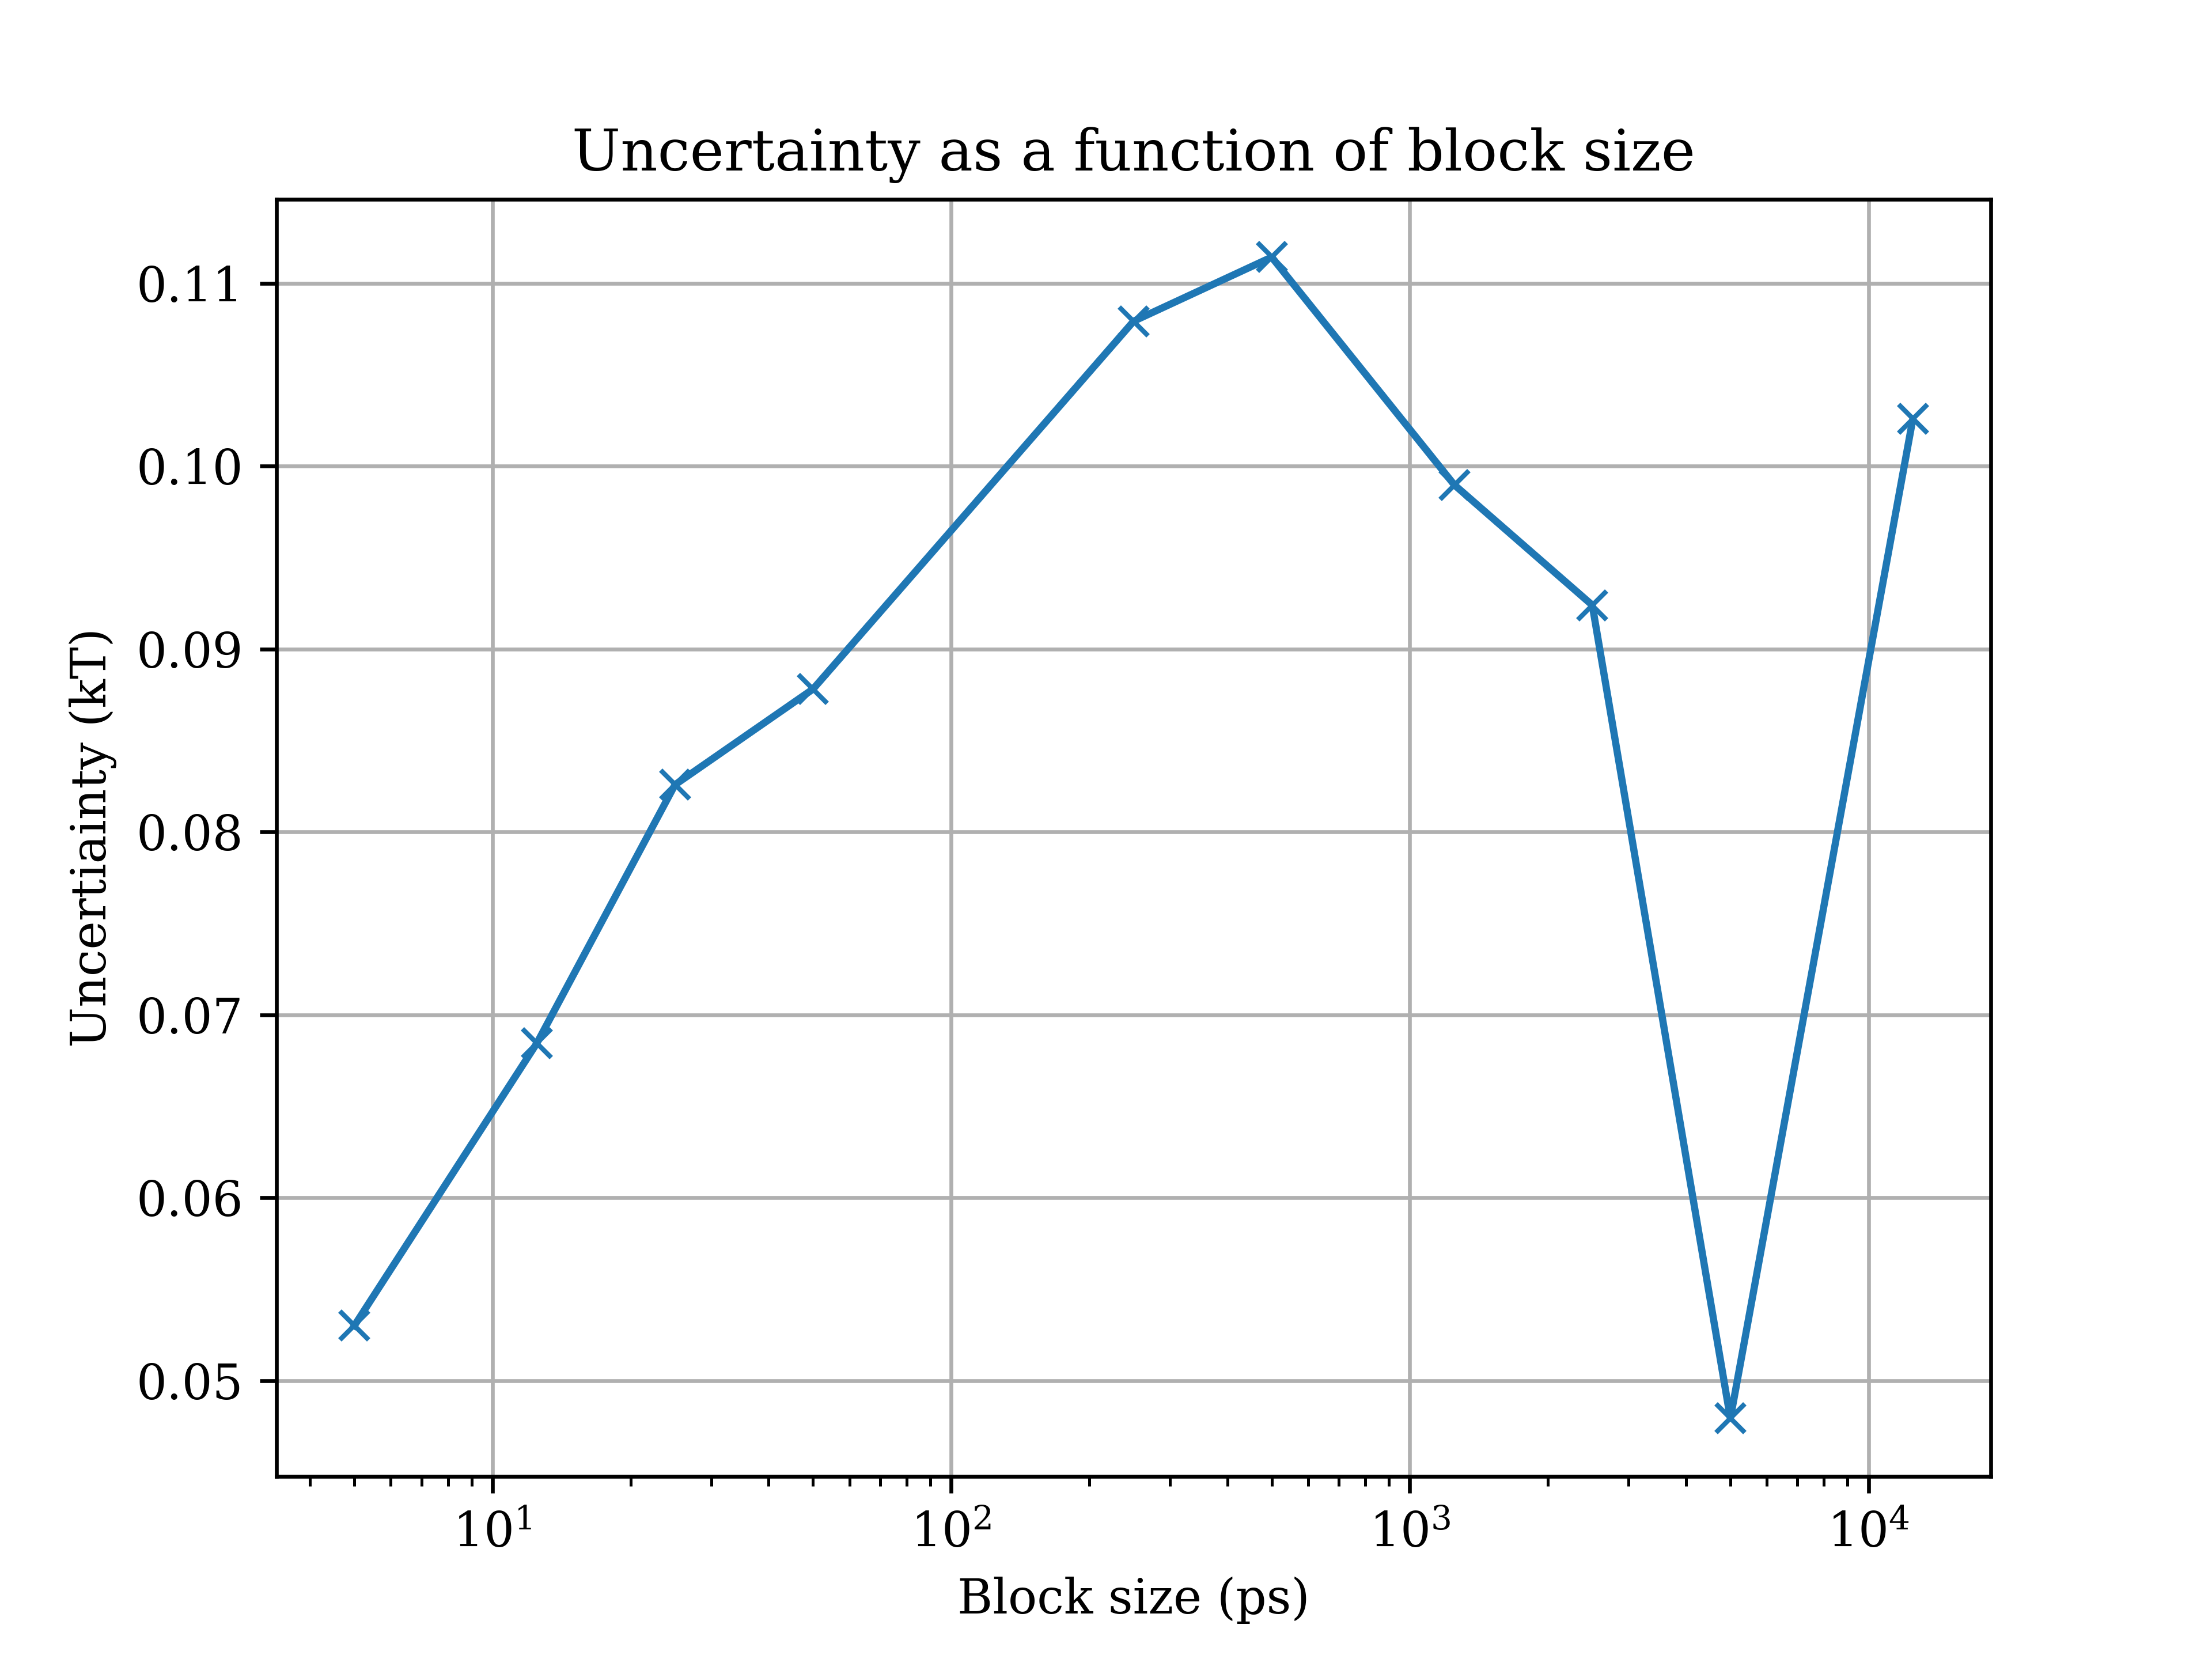 Uncertainty as a function of block size
0.11
0.10
0.09
0.08
0.07
0.06
0.05
Uncertiainty (kT)
10¹ 10² 10³ 10⁴
Block size (ps)